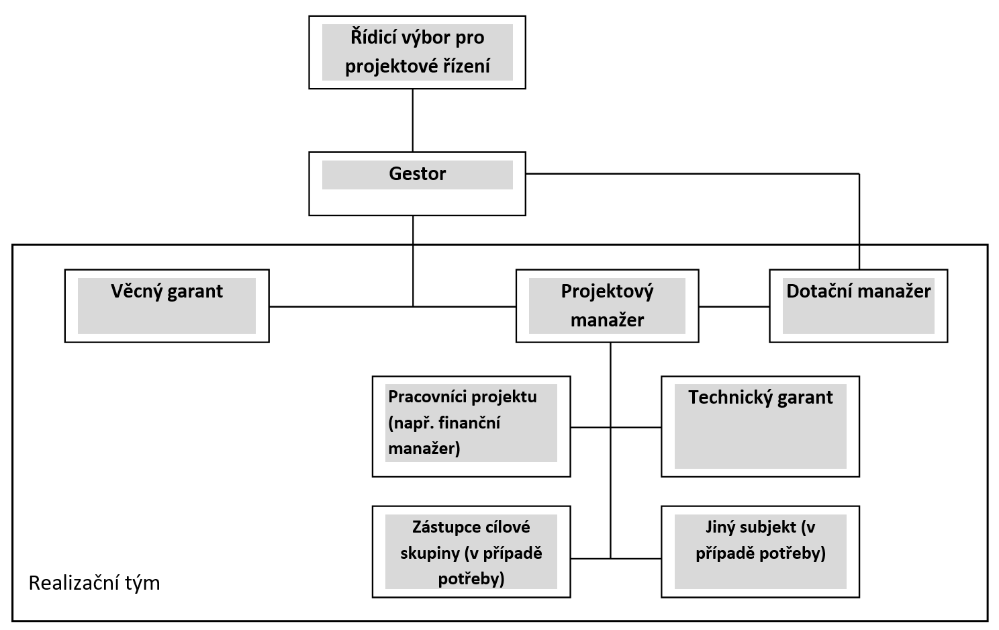 Řídicí výbor pro
projektové řízení
Gestor
Věcný garant
Projektový
manažer
Dotační manažer
Pracovníci projektu
(např. finanční
manažer)
Technický garant
Zástupce cílové
skupiny (v případě
potřeby)
Jiný subjekt (v
případě potřeby)
Realizační tým